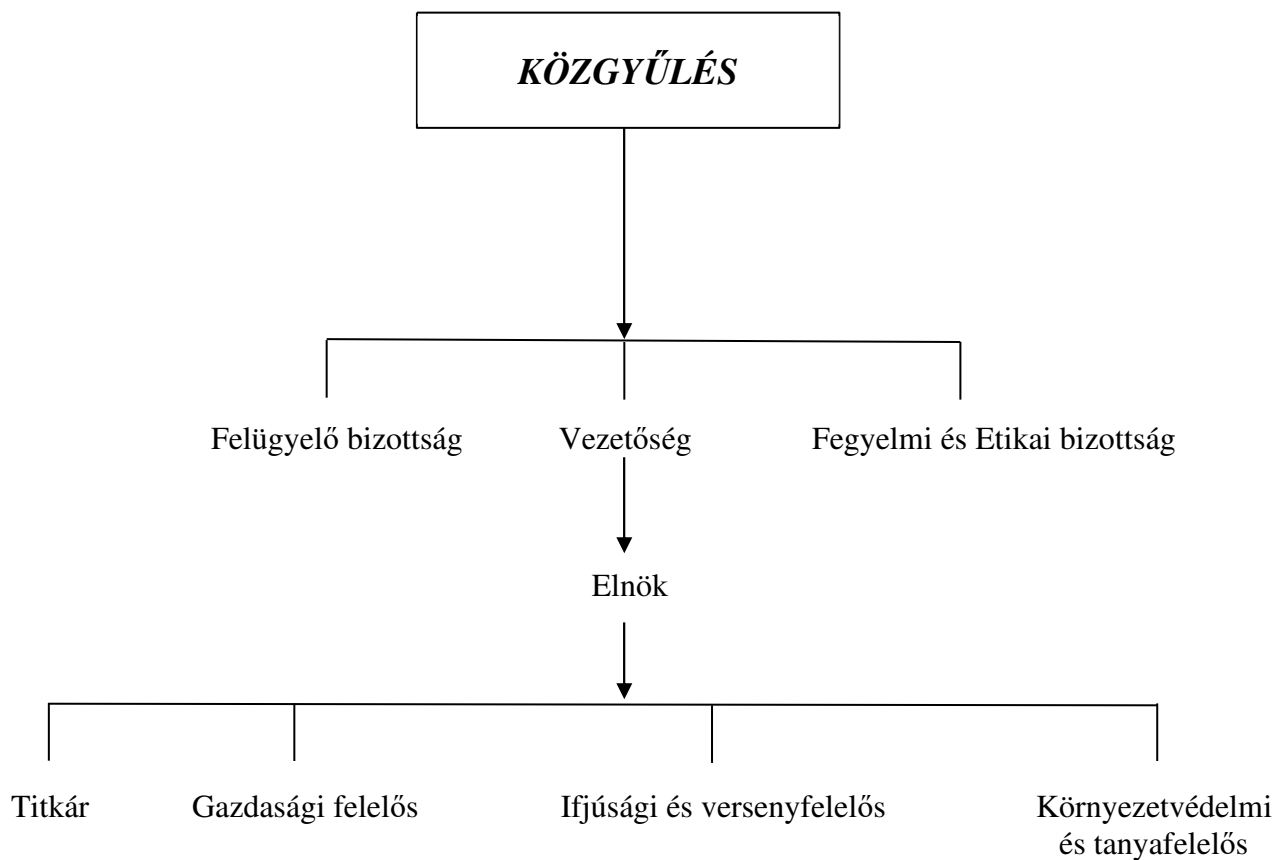 KÖZGYŰLÉS
Felügyelő bizottság
Vezetőség
Fegyelmi és Etikai bizottság
Elnök
Titkár
Gazdasági felelős
Ifjúsági és versenyfelelős
Környezetvédelmi
és tanyafelelős